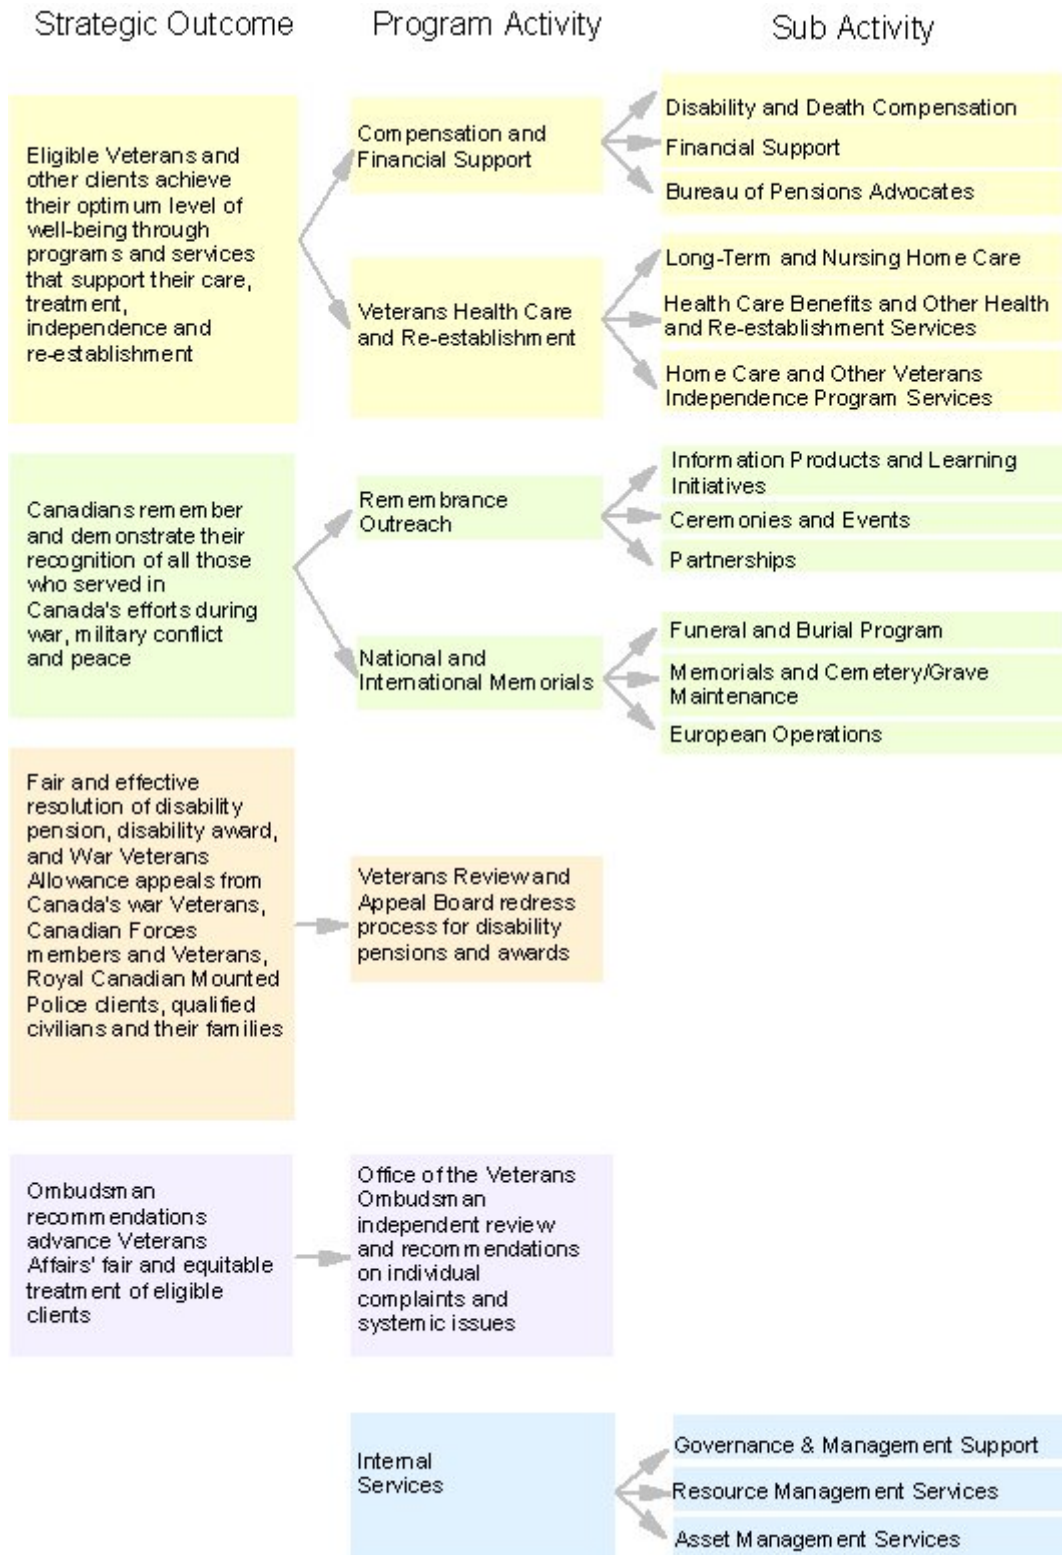 Strategic Outcome
Program Activity
Sub Activity
Eligible Veterans and
other clients achieve
their optimum level of
well-being through
programs and services
that support their care,
treatment,
independence and
re-establishment
Compensation and
Financial Support
Disability and Death Compensation
Financial Support
Bureau of Pensions Advocates
Veterans Health Care
and Re-establishment
Long-Term and Nursing Home Care
Health Care Benefits and Other Health
and Re-establishment Services
Home Care and Other Veterans
Independence Program Services
Canadians remember
and demonstrate their
recognition of all those
who served in
Canada's efforts during
war, military conflict
and peace
Remembrance
Outreach
Information Products and Learning
Initiatives
Ceremonies and Events
Partnerships
National and
International Memorials
Funeral and Burial Program
Memorials and Cemetery/Grave
Maintenance
European Operations
Fair and effective
resolution of disability
pension, disability award,
and War Veterans
Allowance appeals from
Canada's war Veterans,
Canadian Forces
members and Veterans,
Royal Canadian Mounted
Police clients, qualified
civilians and their families
Veterans Review and
Appeal Board redress
process for disability
pensions and awards
Ombudsman
recommendations
advance Veterans
Affairs' fair and equitable
treatment of eligible
clients
Office of the Veterans
Ombudsman
independent review
and recommendations
on individual
complaints and
systemic issues
Internal
Services
Governance & Management Support
Resource Management Services
Asset Management Services